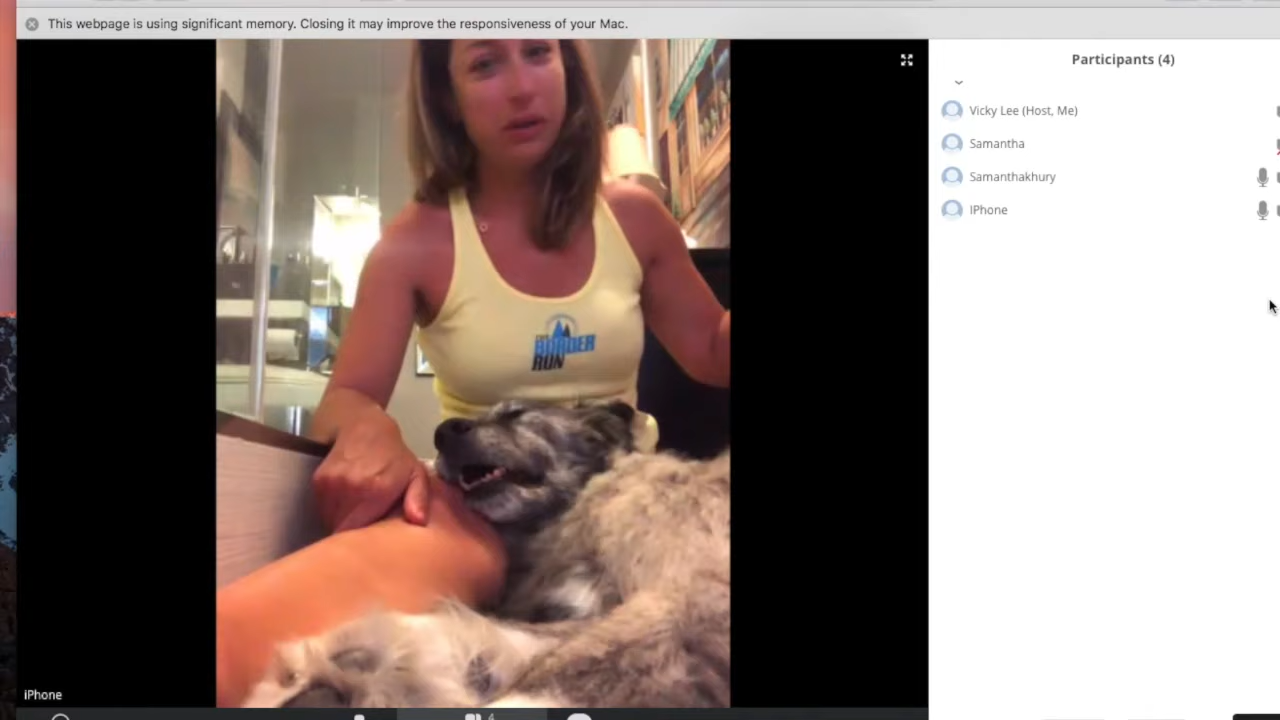 This webpage is using significant memory. Closing it may improve the responsiveness of your Mac.
Participants (4)
Vicky Lee (Host, Me)
Samantha
Samanthakhury
IPhone
BORDER
RUN
iPhone
4